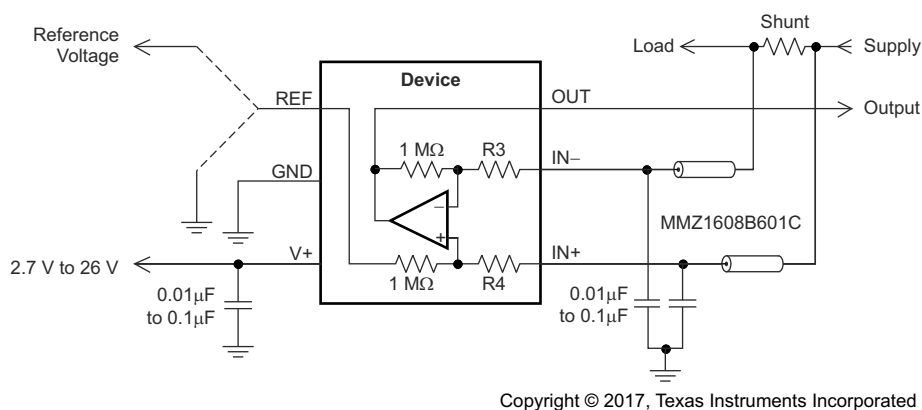 Reference
Voltage
Shunt
Load
Supply
Device
REF
OUT
Output
1 MΩ
R3
IN−
GND
−
+
MMZ1608B601C
V+
2.7 V to 26 V
1 MΩ
R4
IN+
0.01µF
to 0.1µF
0.01µF
to 0.1µF
Copyright © 2017, Texas Instruments Incorporated